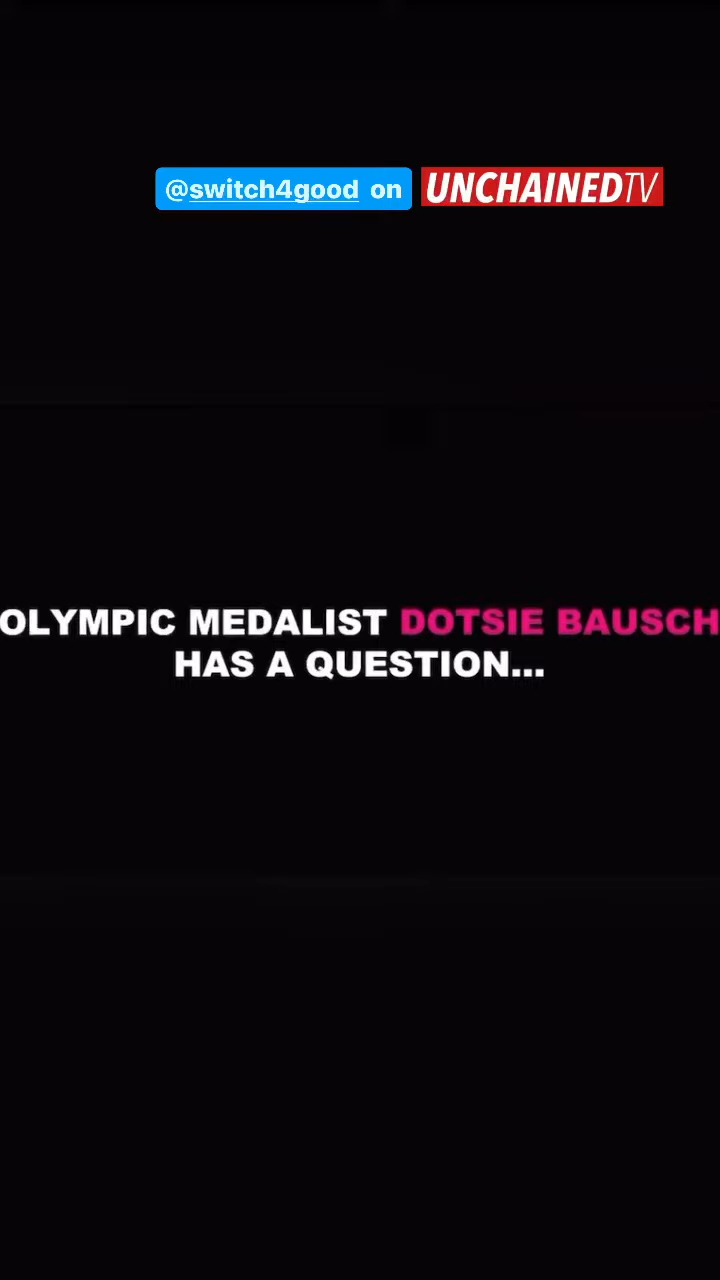 @switch4good on UNCHAINEDTV
OLYMPIC MEDALIST DOTSIE BAUSCH
HAS A QUESTION...